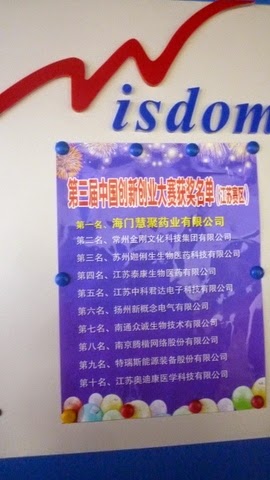 Wisdom
第二届中国创新创业大赛获奖名单(江苏赛区)
第一名、海门慧聚药业有限公司
第二名、常州金刚文化科技集团有限公司
第三名、苏州迦俐生生物医药科技有限公司
第四名、江苏泰康生物医药有限公司
第五名、江苏中科君达电子科技有限公司
第六名、扬州新概念电气有限公司
第七名、南通众诚生物技术有限公司
第八名、南京腾楷网络股份有限公司
第九名、特瑞斯能源装备股份有限公司
第十名、江苏奥迪康医学科技有限公司